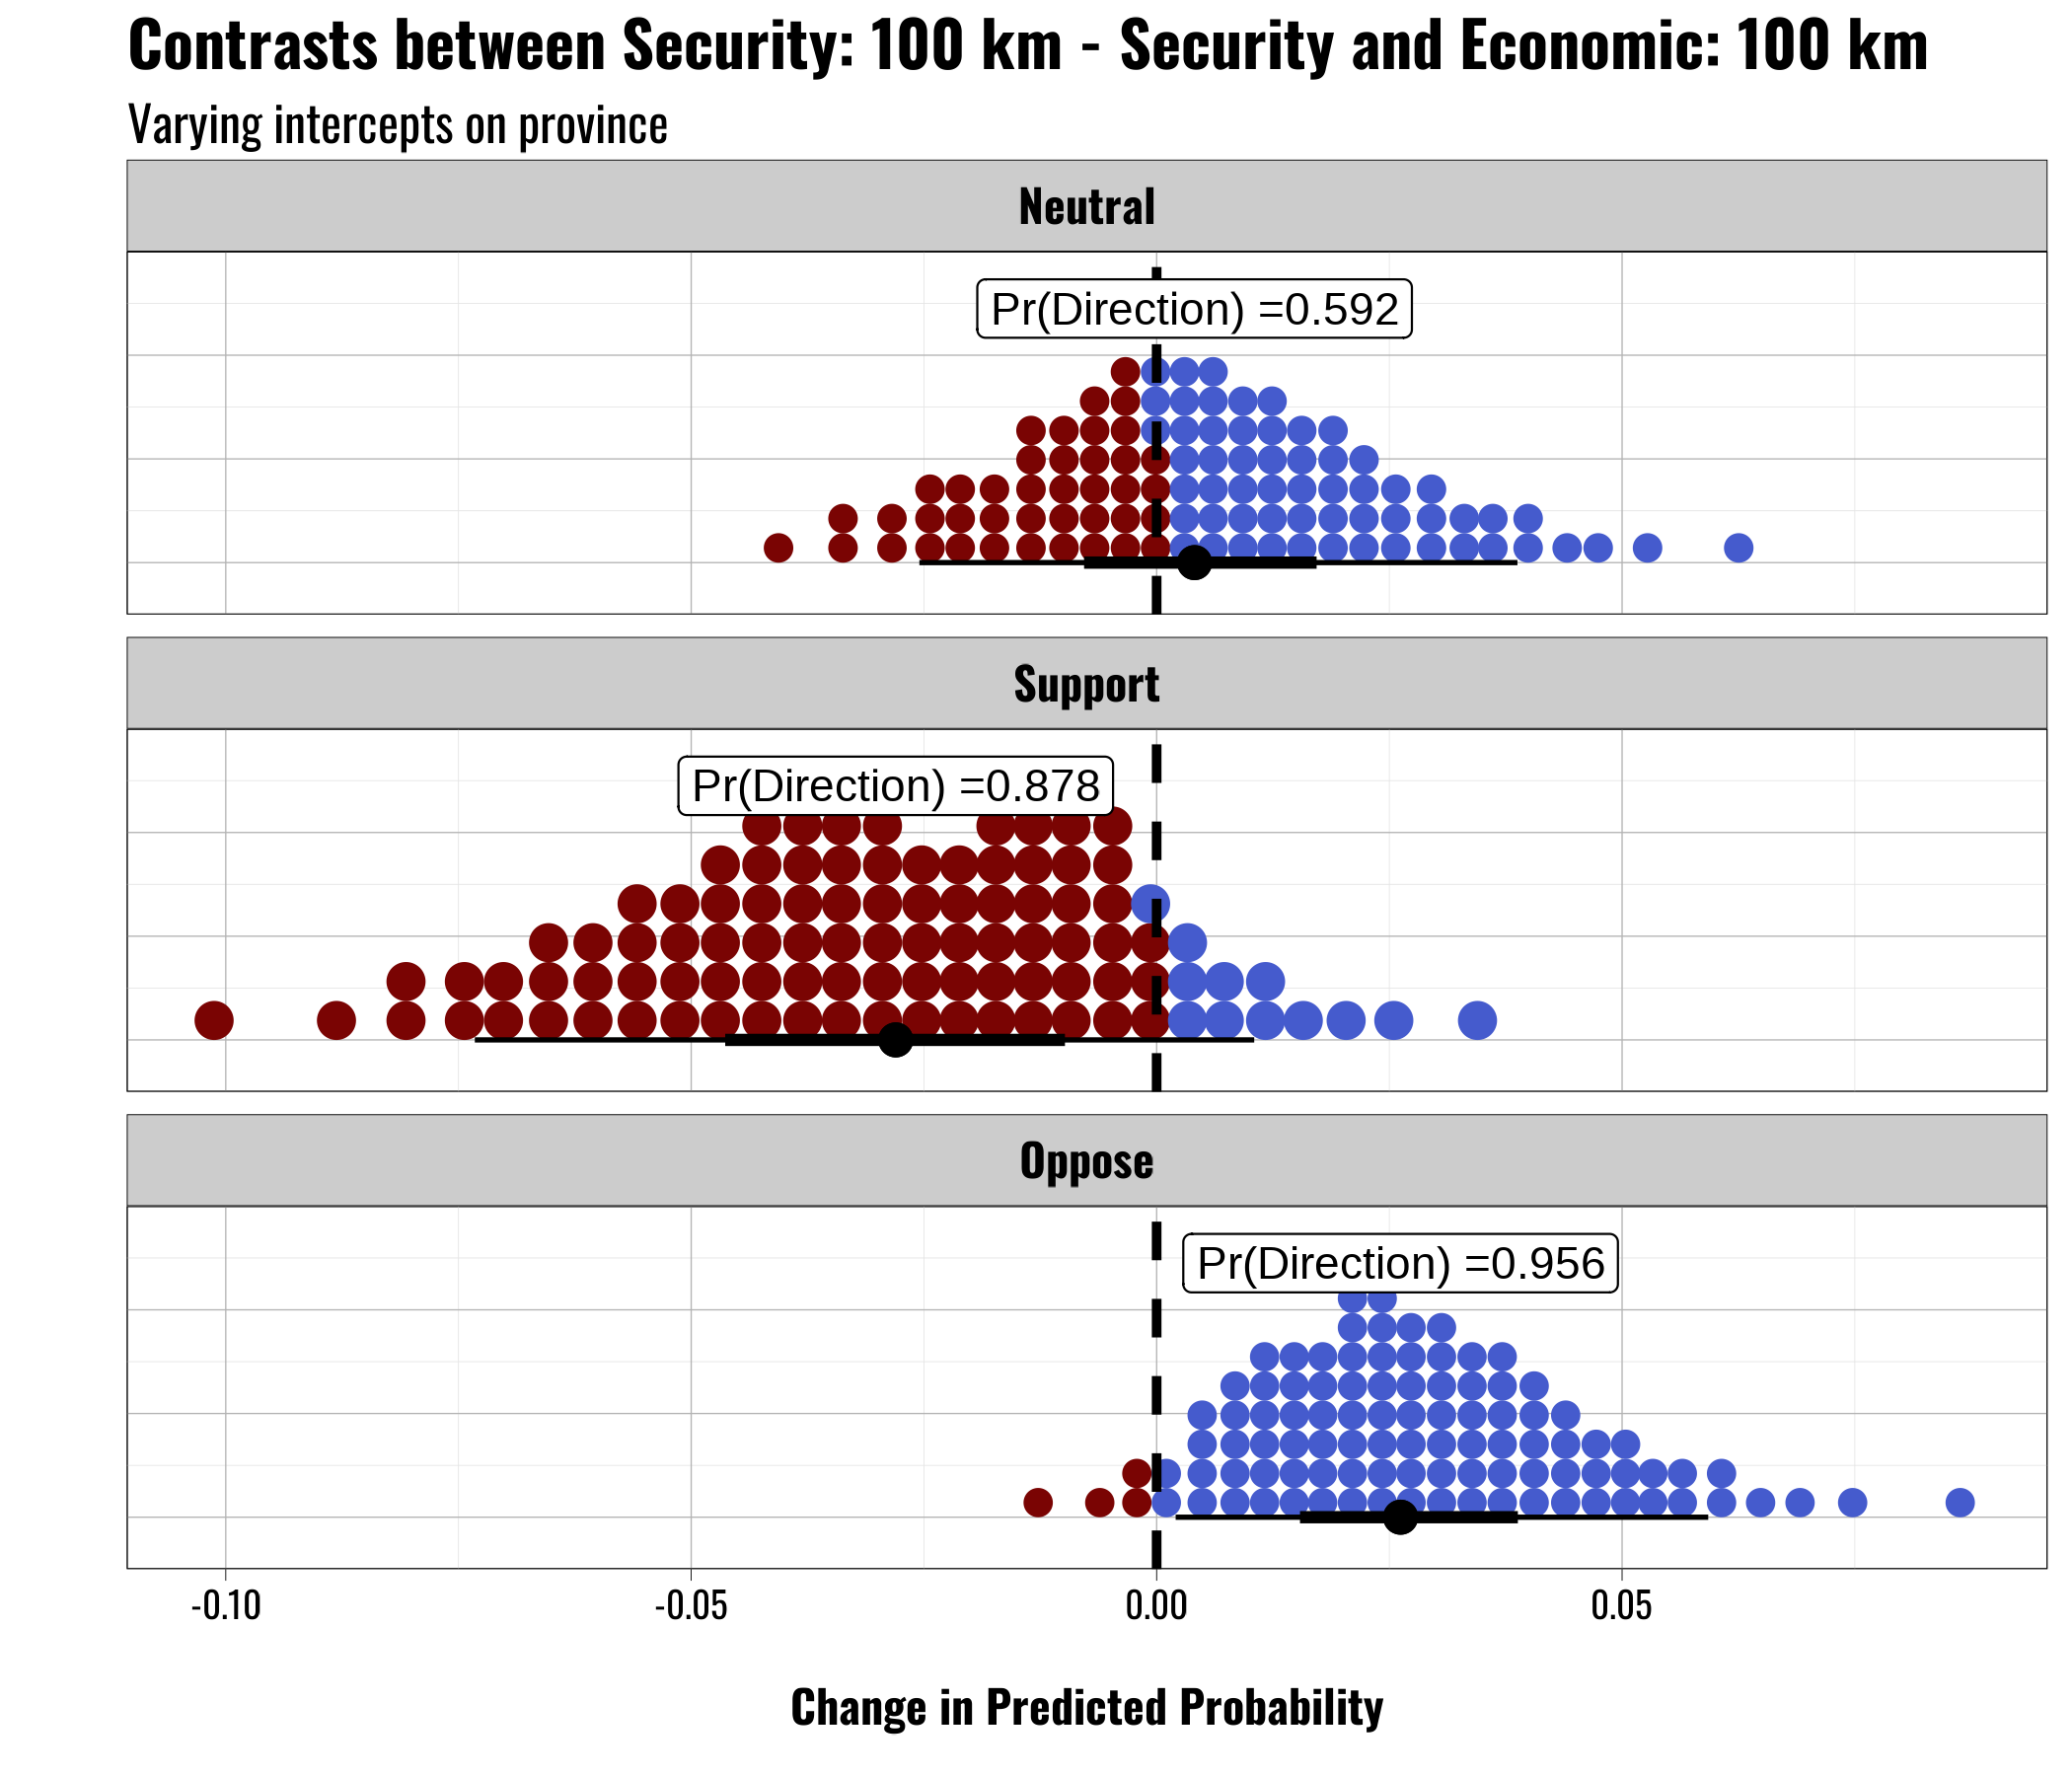 Contrasts between Security: 100 km - Security and Economic: 100 km
Varying intercepts on province
Neutral
Pr(Direction) =0.592
Support
Pr(Direction) =0.878
Oppose
Pr(Direction) =0.956
-0.10 -0.05 0.00 0.05
Change in Predicted Probability